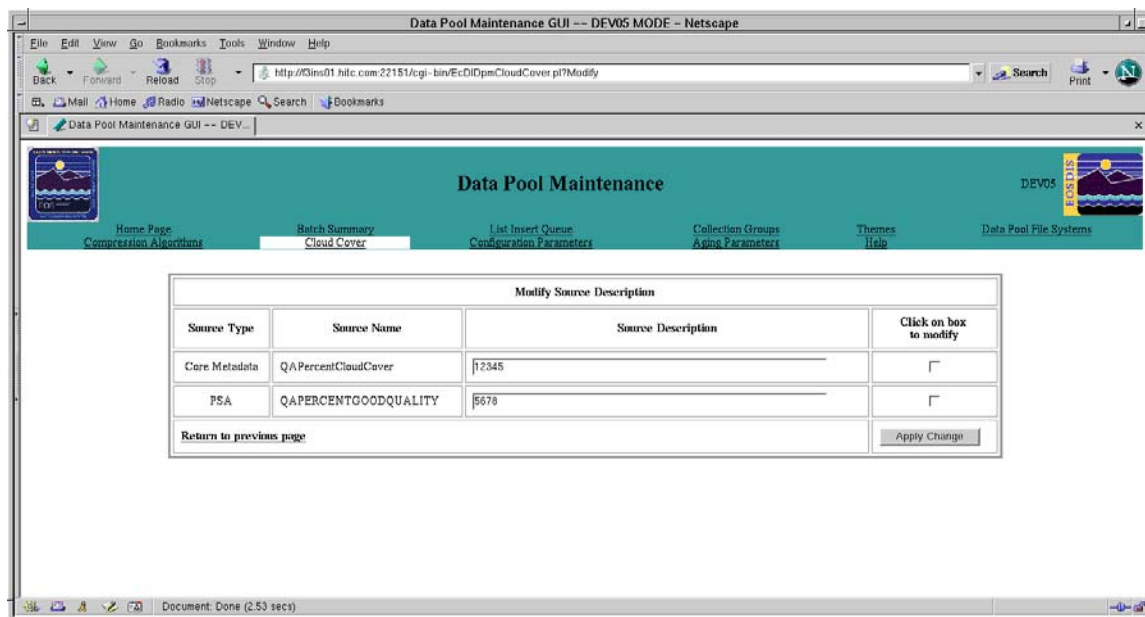 Data Pool Maintenance GUI -- DEV05 MODE - Netscape
File Edit View Go Bookmarks Tools Window Help
Back Forward Reload Stop http://f3ins01.hitc.com:22151/cgi-bin/EcDlDpmCloudCover.pl?Modify Search Print N
Mail Home Radio Netscape Search Bookmarks
Data Pool Maintenance GUI -- DEV...
Data Pool Maintenance
DEV05
EOSDIS
Home Page Batch Summary List Insert Queue Collection Groups Themes Data Pool File Systems
Compression Algorithms Cloud Cover Configuration Parameters Aging Parameters Help
Modify Source Description
Source Type Source Name Source Description Click on box to modify
Core Metadata QAPercentCloudCover 12345
PSA QAPERCENTGOODQUALITY 5678
Return to previous page Apply Change
Document: Done (2.53 secs)